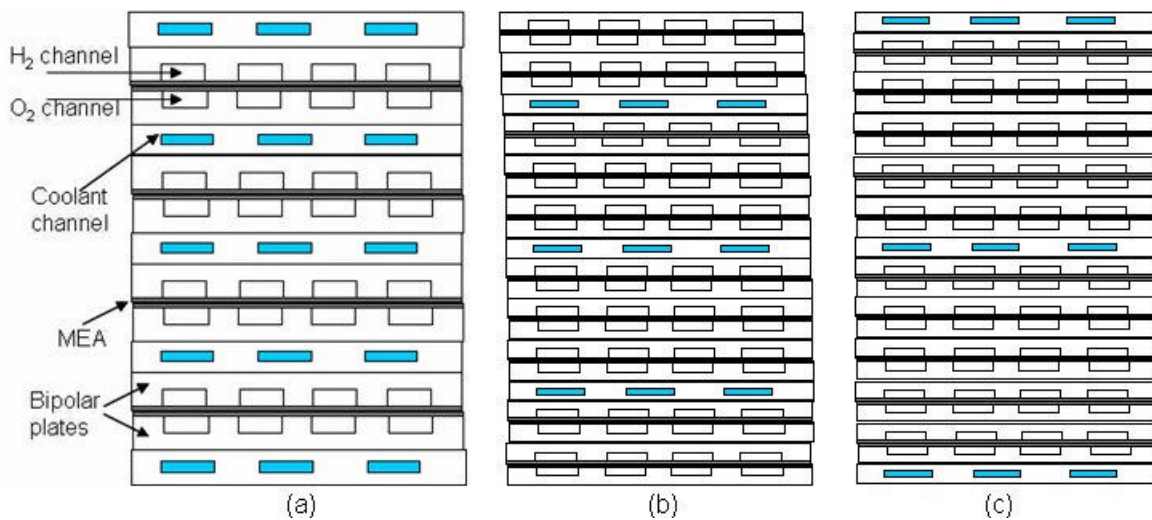 H₂ channel
O₂ channel
Coolant
channel
MEA
Bipolar
plates
(a)
(b)
(c)